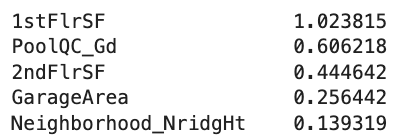 1stFlrSF 1.023815
PoolQC_Gd 0.606218
2ndFlrSF 0.444642
GarageArea 0.256442
Neighborhood_NridgHt 0.139319